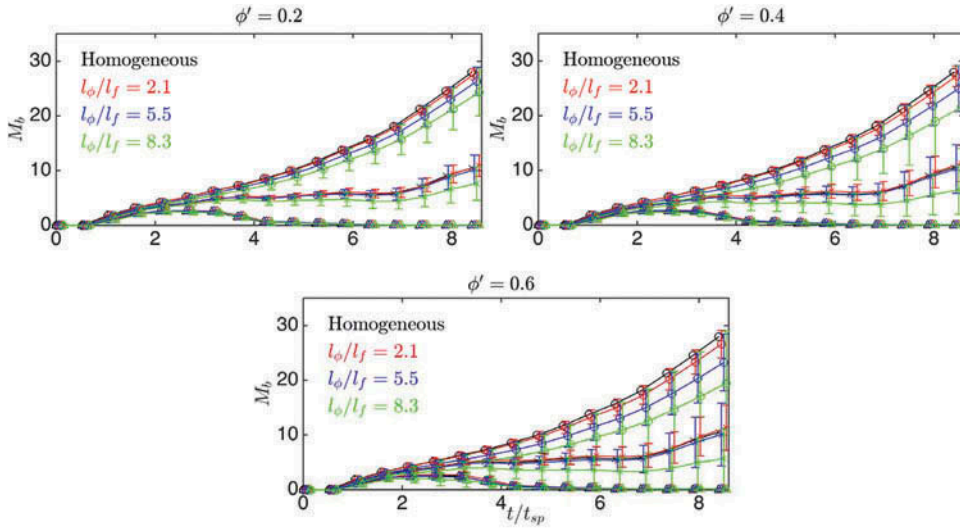 ϕ′ = 0.2
30
20
10
0
M_b
Homogeneous
l_ϕ/l_f = 2.1
l_ϕ/l_f = 5.5
l_ϕ/l_f = 8.3
0 2 4 6 8
ϕ′ = 0.4
30
20
10
0
M_b
Homogeneous
l_ϕ/l_f = 2.1
l_ϕ/l_f = 5.5
l_ϕ/l_f = 8.3
0 2 4 6 8
ϕ′ = 0.6
30
20
10
0
M_b
Homogeneous
l_ϕ/l_f = 2.1
l_ϕ/l_f = 5.5
l_ϕ/l_f = 8.3
0 2 4 6 8
t/t_sp